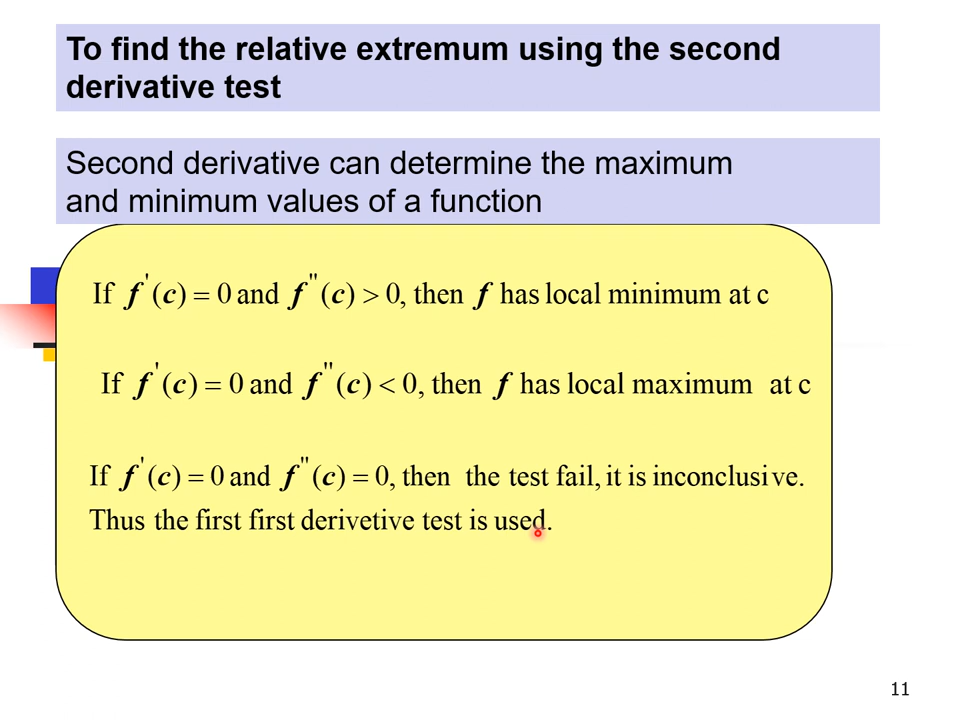 To find the relative extremum using the second
derivative test
Second derivative can determine the maximum
and minimum values of a function
If f'(c) = 0 and f"(c) > 0, then f has local minimum at c
If f'(c) = 0 and f"(c) < 0, then f has local maximum at c
If f'(c) = 0 and f"(c) = 0, then the test fail, it is inconclusive.
Thus the first first derivetive test is used.
11